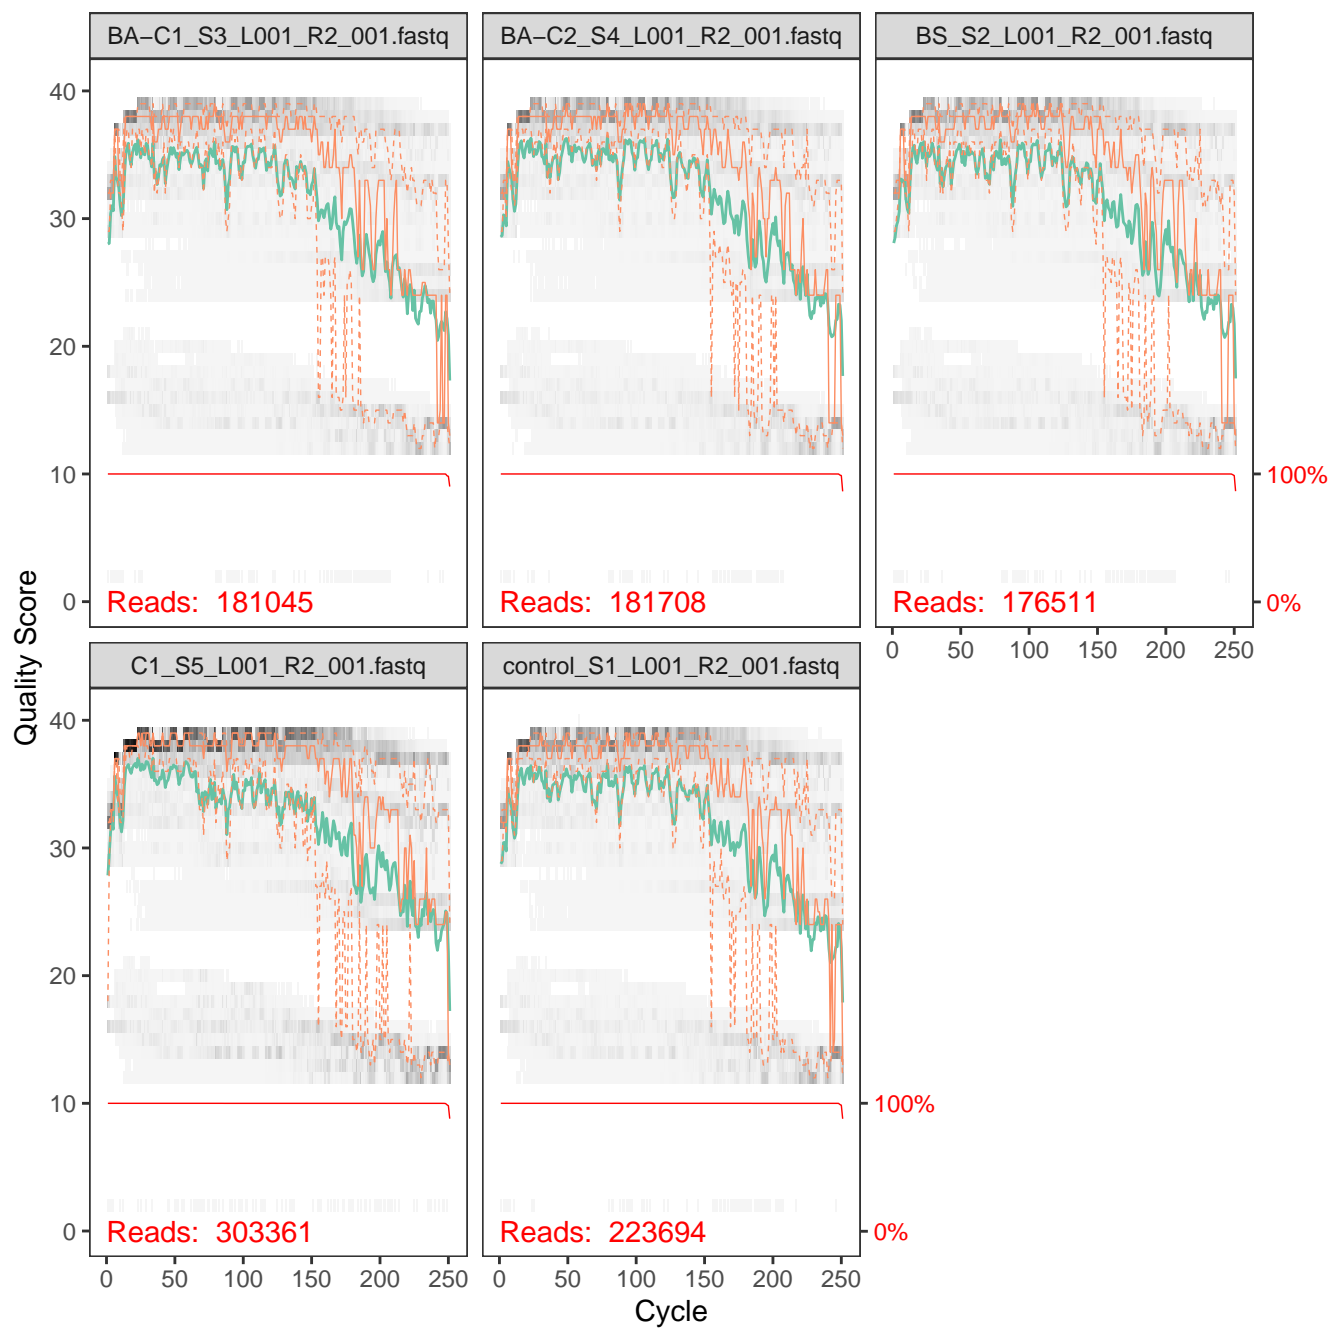 BA−C1_S3_L001_R2_001.fastq
BA−C2_S4_L001_R2_001.fastq
BS_S2_L001_R2_001.fastq
40
30
20
10
0
Reads: 181045
Reads: 181708
Reads: 176511
100%
0%
0 50 100 150 200 250
Quality Score
C1_S5_L001_R2_001.fastq
control_S1_L001_R2_001.fastq
40
30
20
10
0
Reads: 303361
Reads: 223694
100%
0%
0 50 100 150 200 250
0 50 100 150 200 250
Cycle